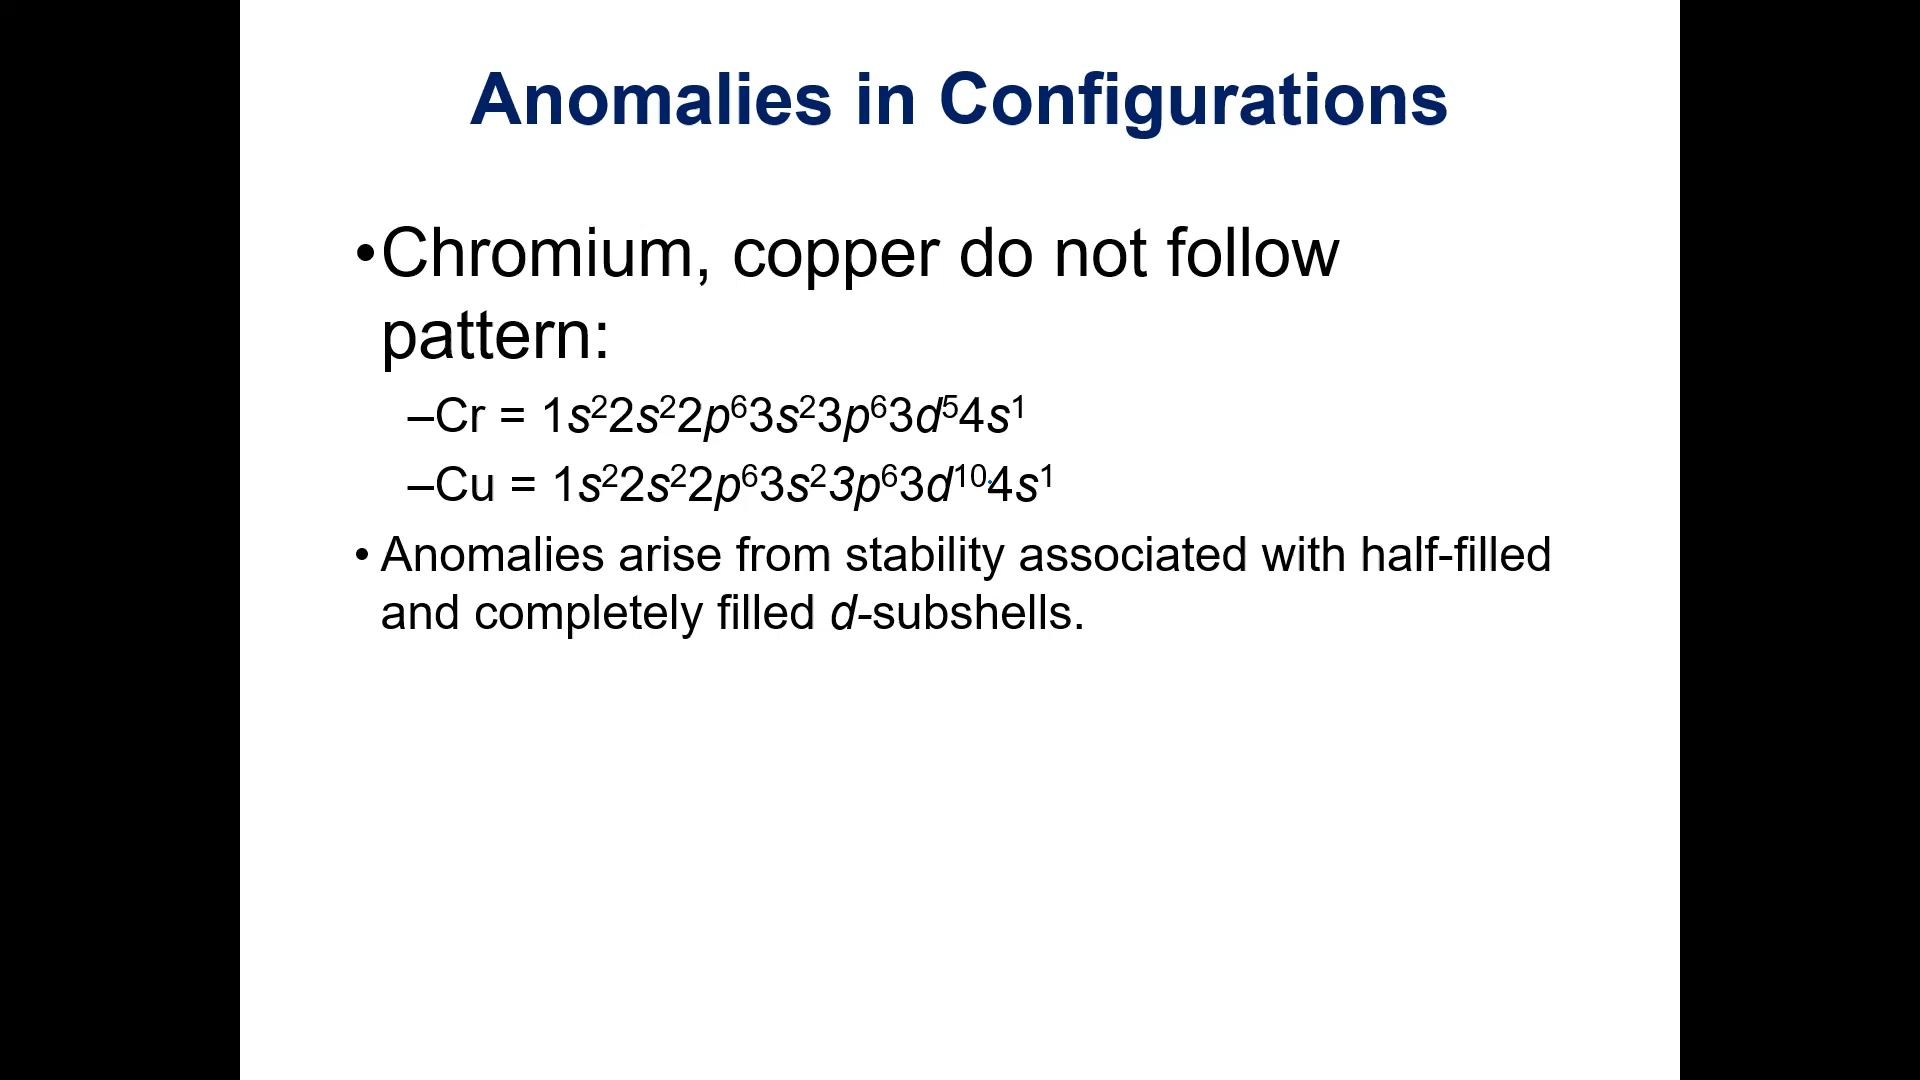 Anomalies in Configurations
•Chromium, copper do not follow
pattern:
–Cr = 1s²2s²2p⁶3s²3p⁶3d⁵4s¹
–Cu = 1s²2s²2p⁶3s²3p⁶3d¹⁰4s¹
• Anomalies arise from stability associated with half-filled
and completely filled d-subshells.